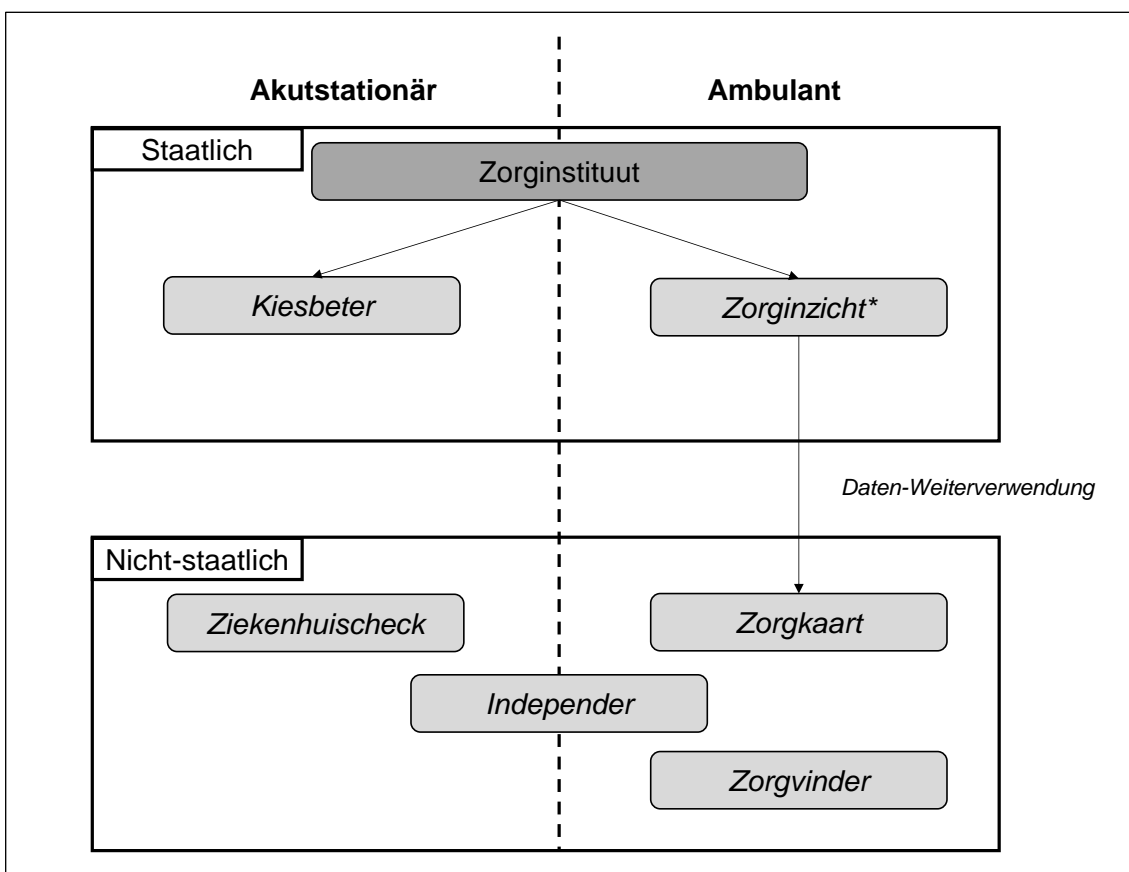 Akutstationär
Ambulant
Staatlich
Zorginstituut
Kiesbeter
Zorginzicht*
Daten-Weiterverwendung
Nicht-staatlich
Ziekenhuischeck
Zorgkaart
Independer
Zorgvinder